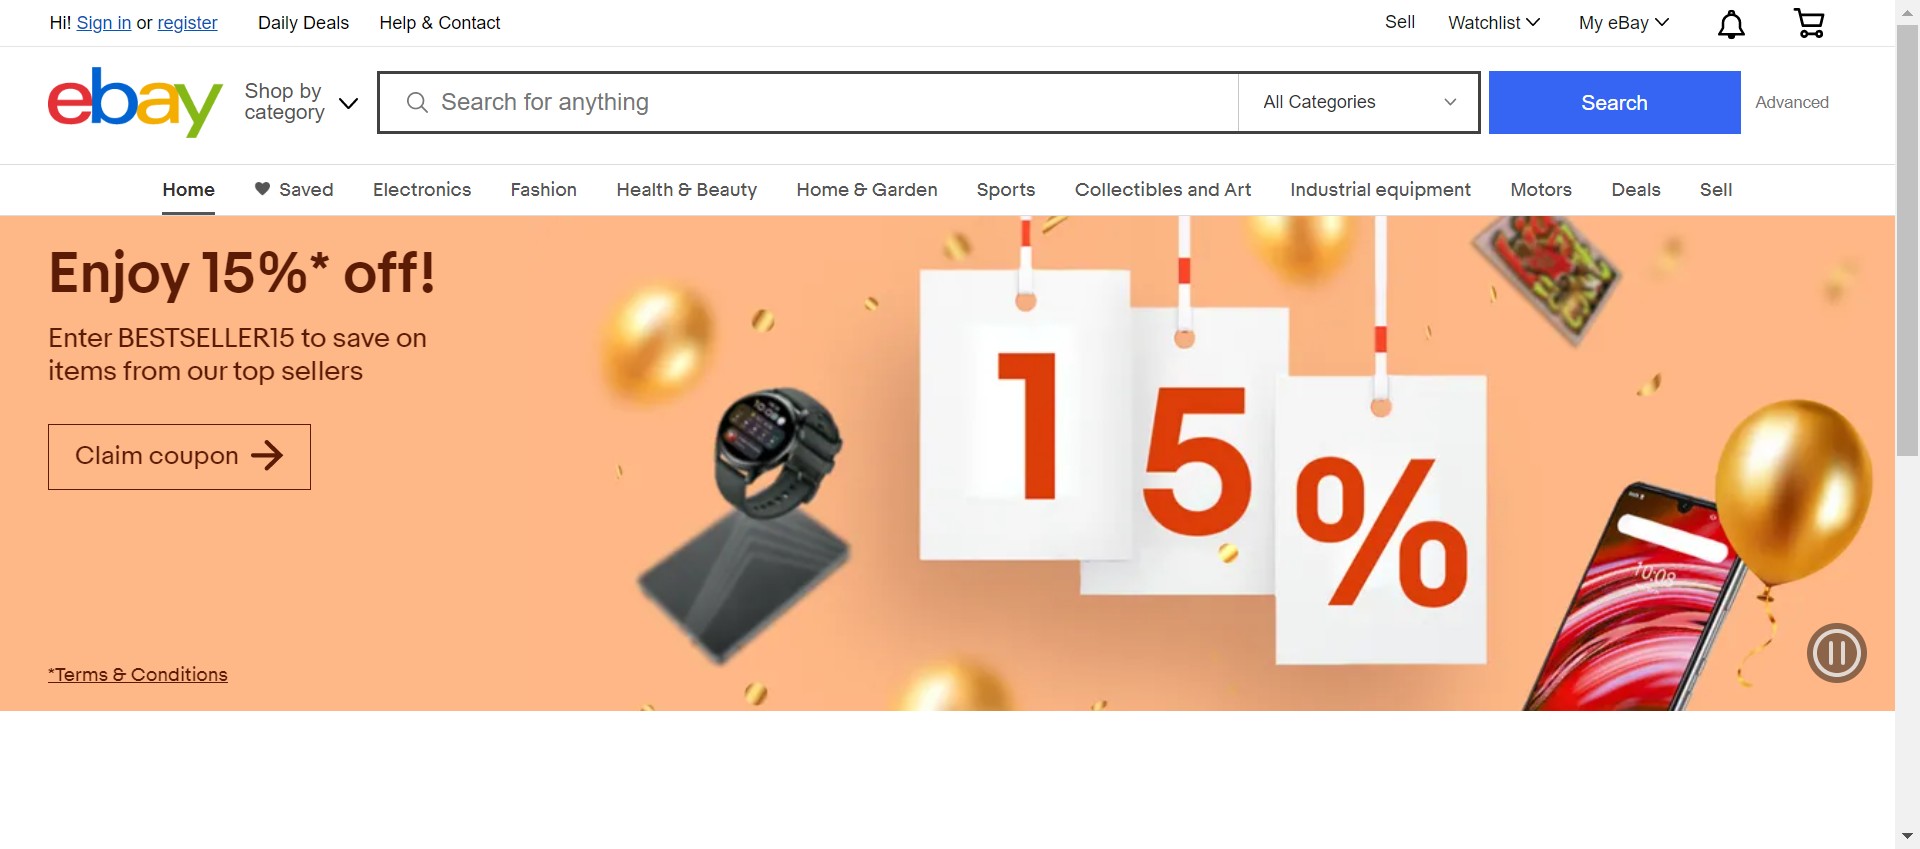 Hi! Sign in or register
Daily Deals
Help & Contact
Sell
Watchlist
My eBay
ebay
Shop by
category
Search for anything
All Categories
Search
Advanced
Home
Saved
Electronics
Fashion
Health & Beauty
Home & Garden
Sports
Collectibles and Art
Industrial equipment
Motors
Deals
Sell
Enjoy 15%* off!
Enter BESTSELLER15 to save on
items from our top sellers
Claim coupon
*Terms & Conditions
15%
10:08
10:08